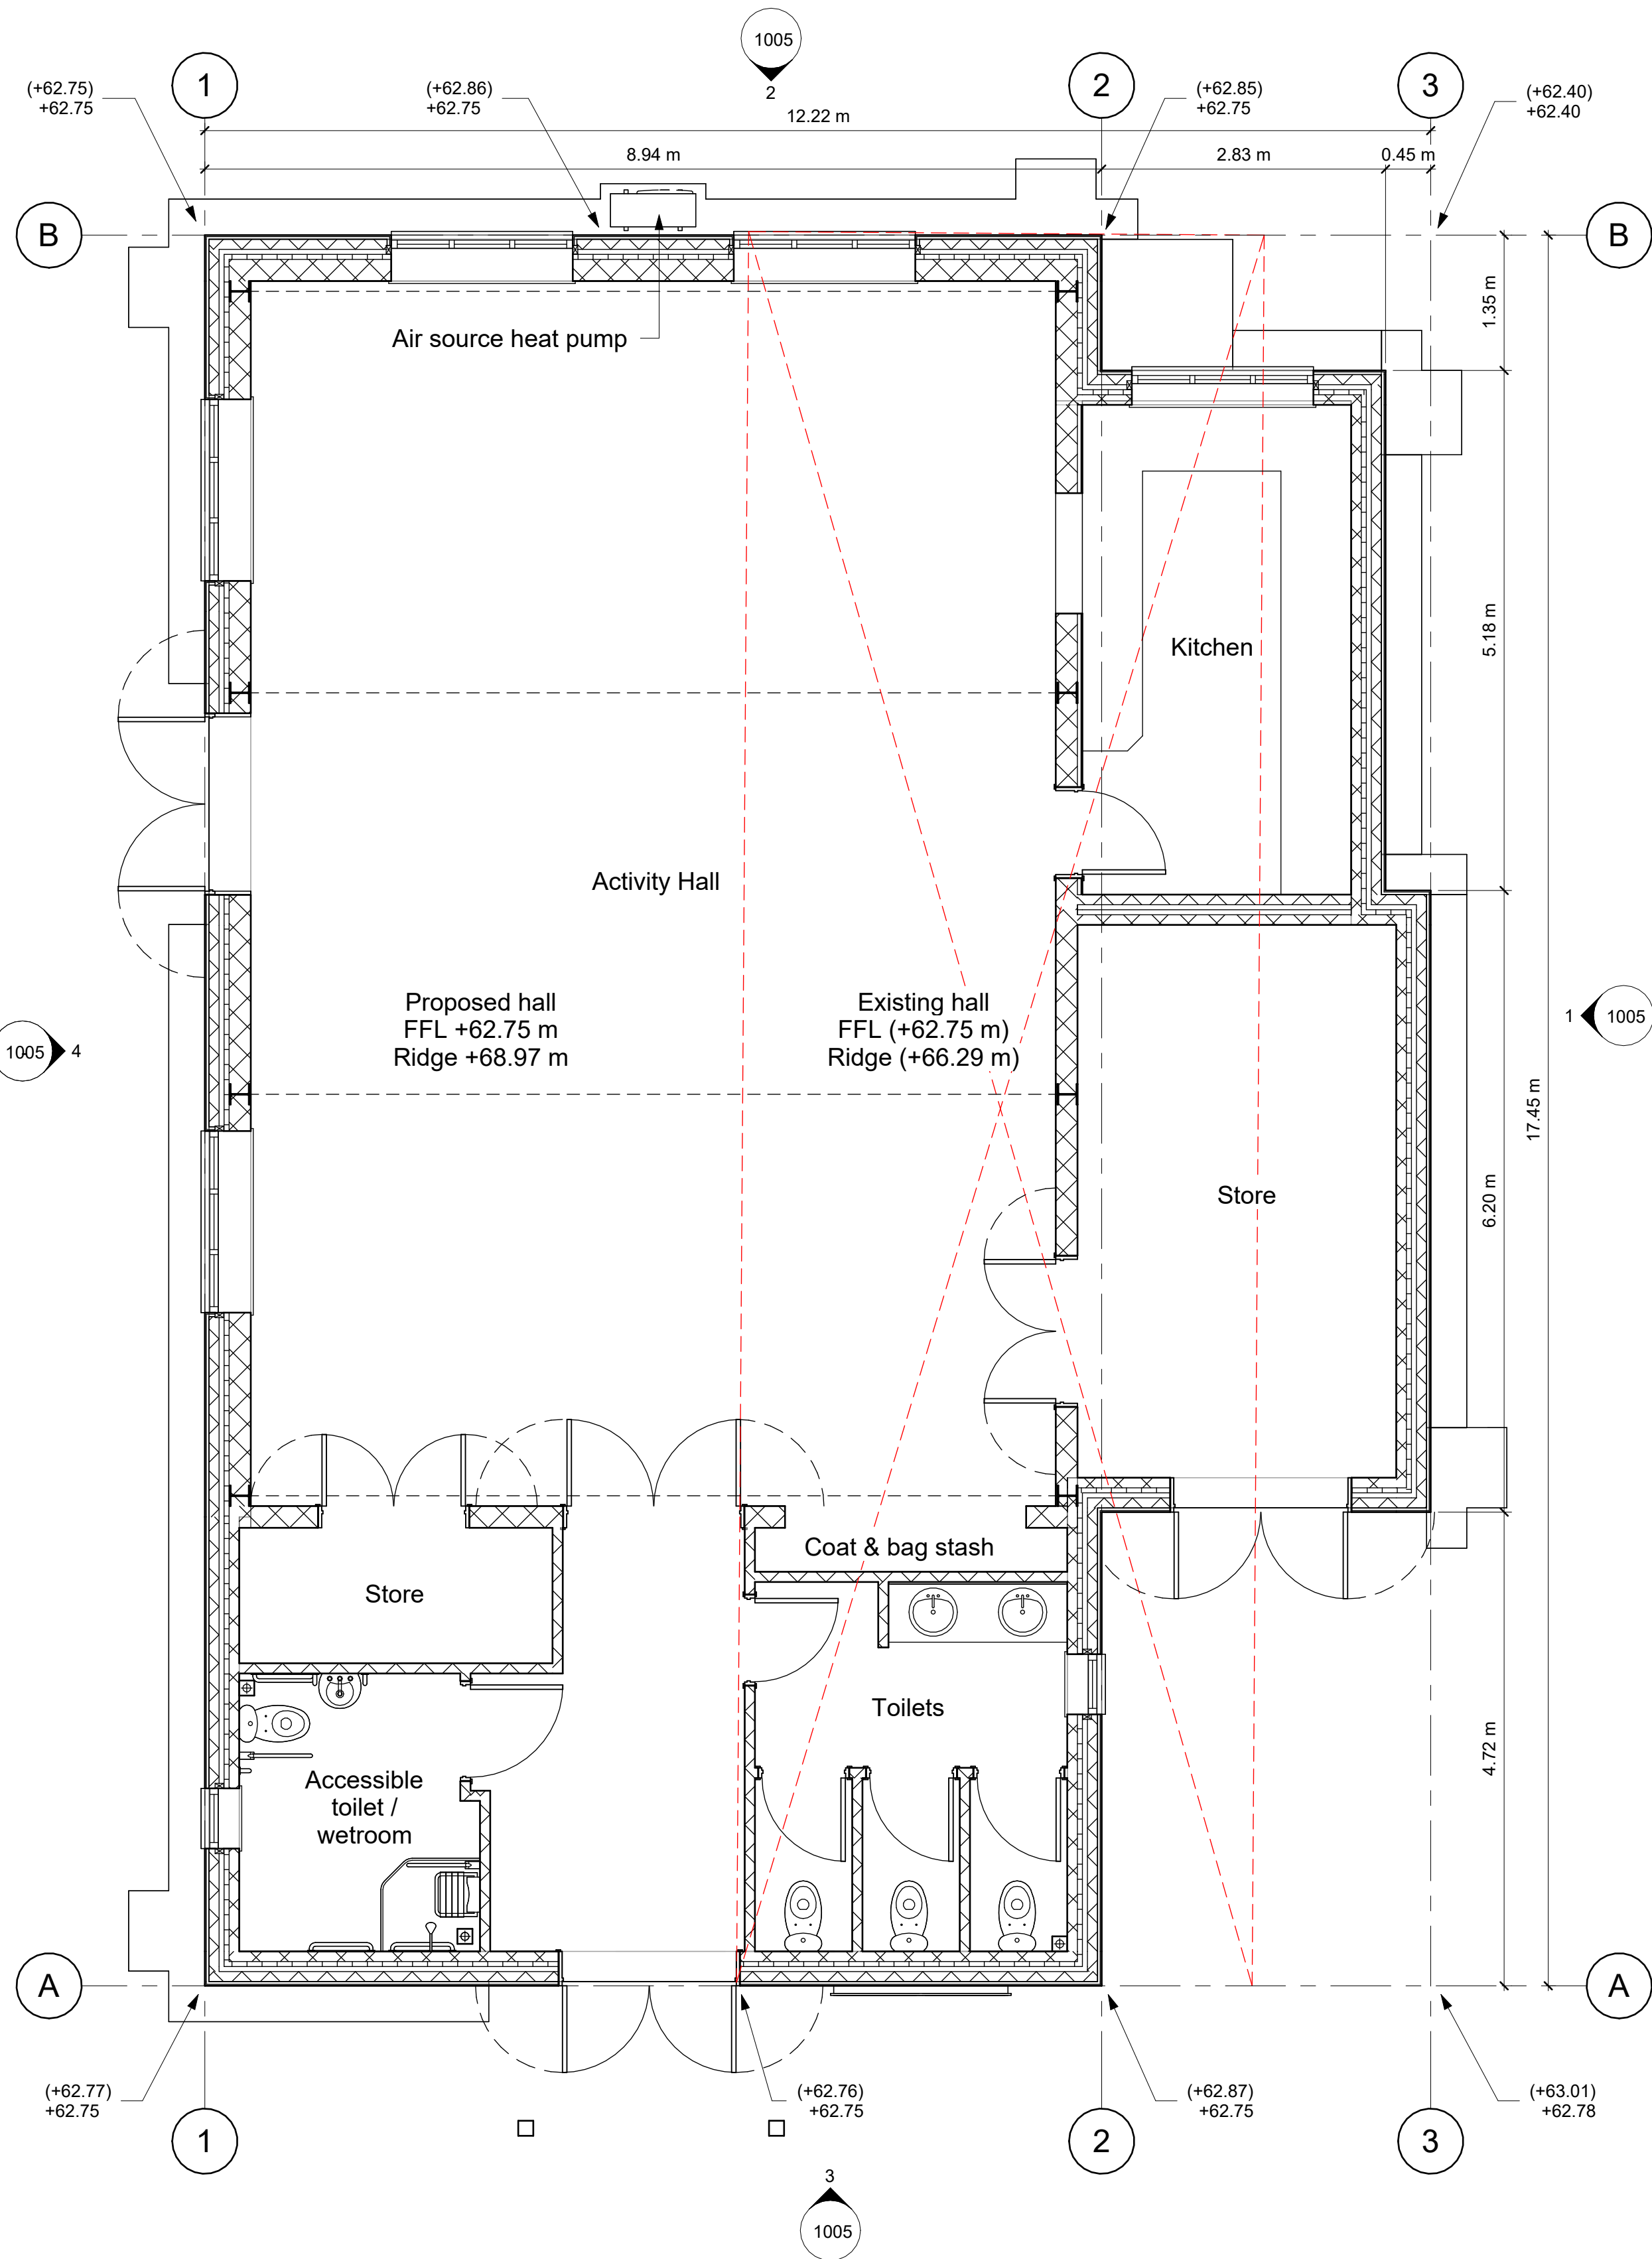 1005
2
1
2
3
(+62.75)
+62.75
(+62.86)
+62.75
(+62.85)
+62.75
(+62.40)
+62.40
12.22 m
8.94 m
2.83 m
0.45 m
B
B
1.35 m
Air source heat pump
5.18 m
Kitchen
Activity Hall
Proposed hall
FFL +62.75 m
Ridge +68.97 m
Existing hall
FFL (+62.75 m)
Ridge (+66.29 m)
1005
4
1
1005
17.45 m
6.20 m
Store
Coat & bag stash
Store
Toilets
4.72 m
Accessible
toilet /
wetroom
A
A
(+62.77)
+62.75
(+62.76)
+62.75
(+62.87)
+62.75
(+63.01)
+62.78
1
2
3
3
1005